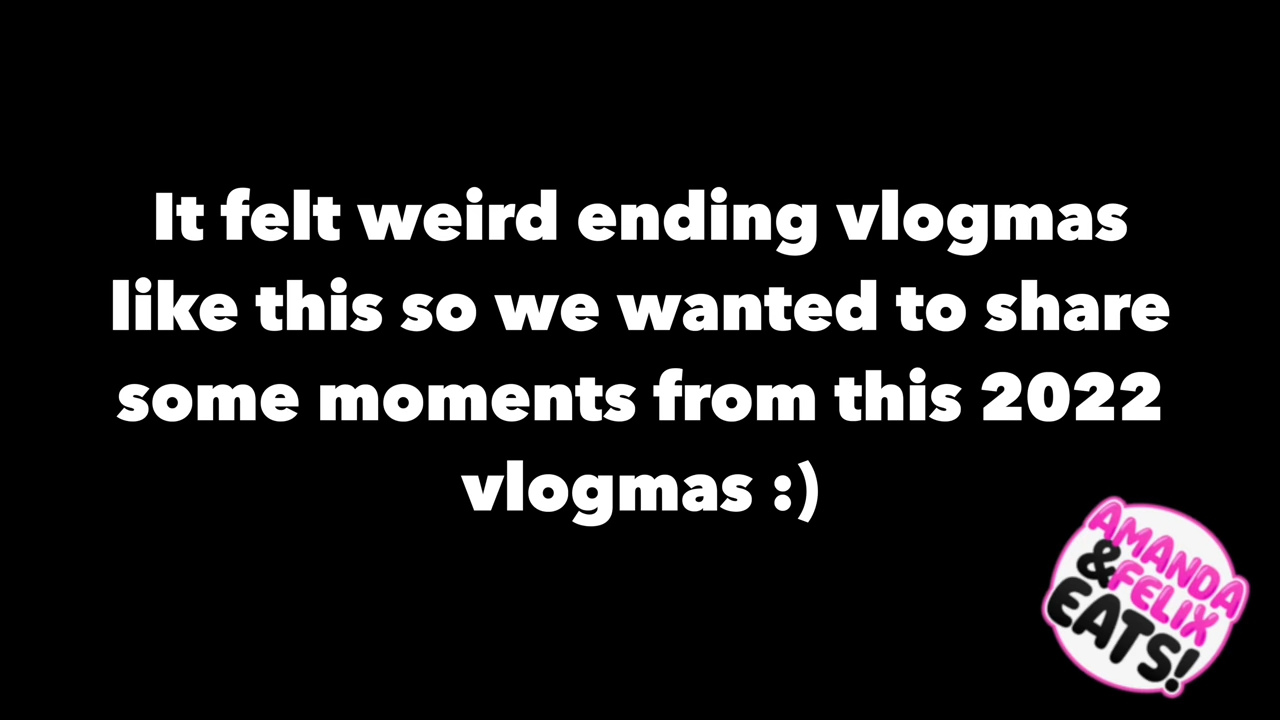 It felt weird ending vlogmas
like this so we wanted to share
some moments from this 2022
vlogmas :)
AMANDA
&FELIX
EATS!